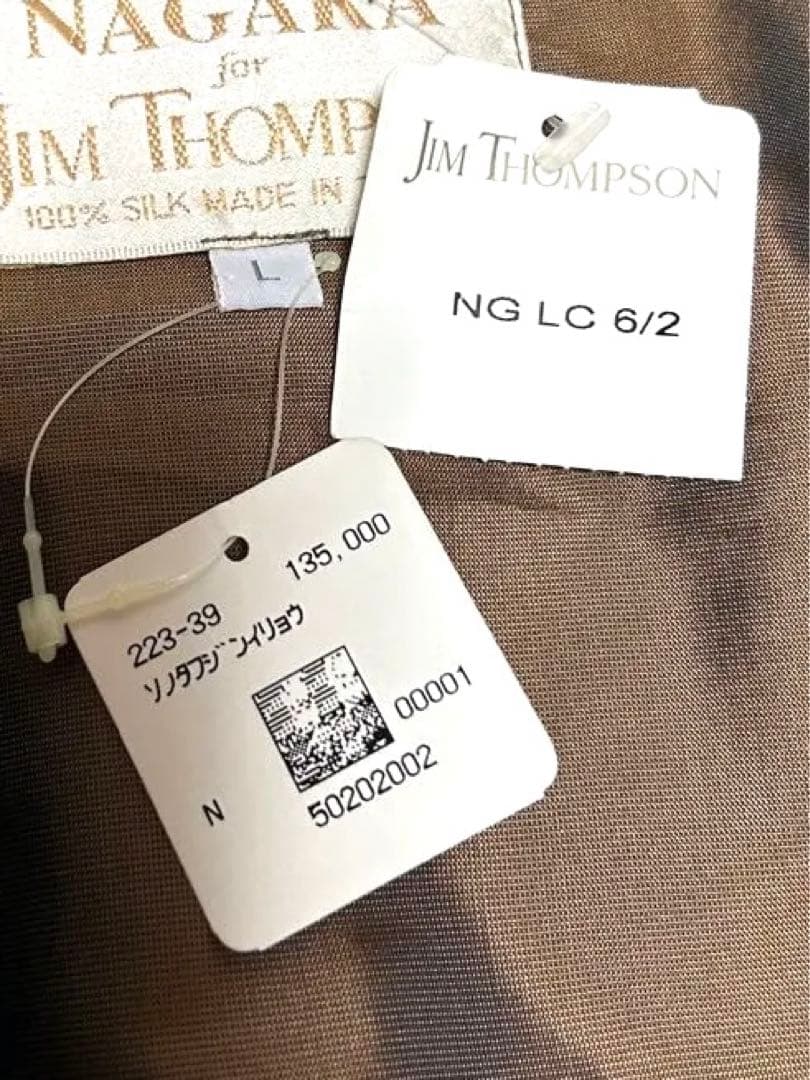 NAGARA
for
JIM THOMP
100% SILK MADE IN
L
JIM THOMPSON
NG LC 6/2
135,000
223-39
ソノタフジンイリョウ
00001
50202002
N